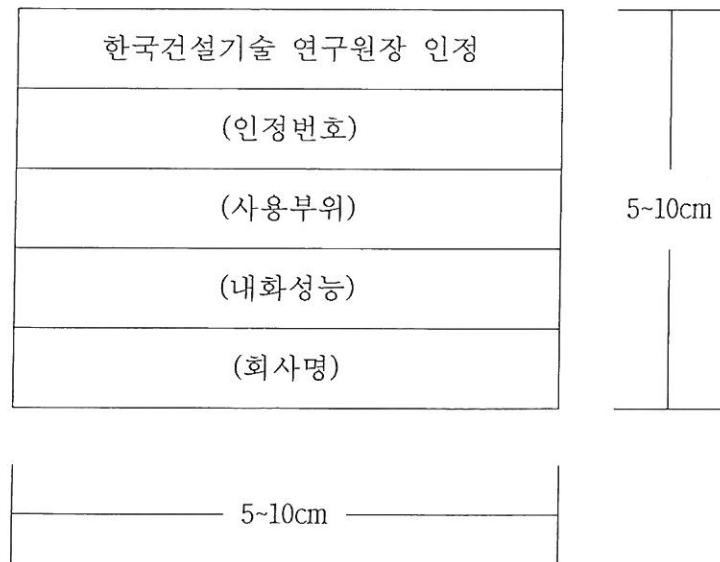 한국건설기술 연구원장 인정
(인정번호)
(사용부위)
5~10cm
(내화성능)
(회사명)
5~10cm